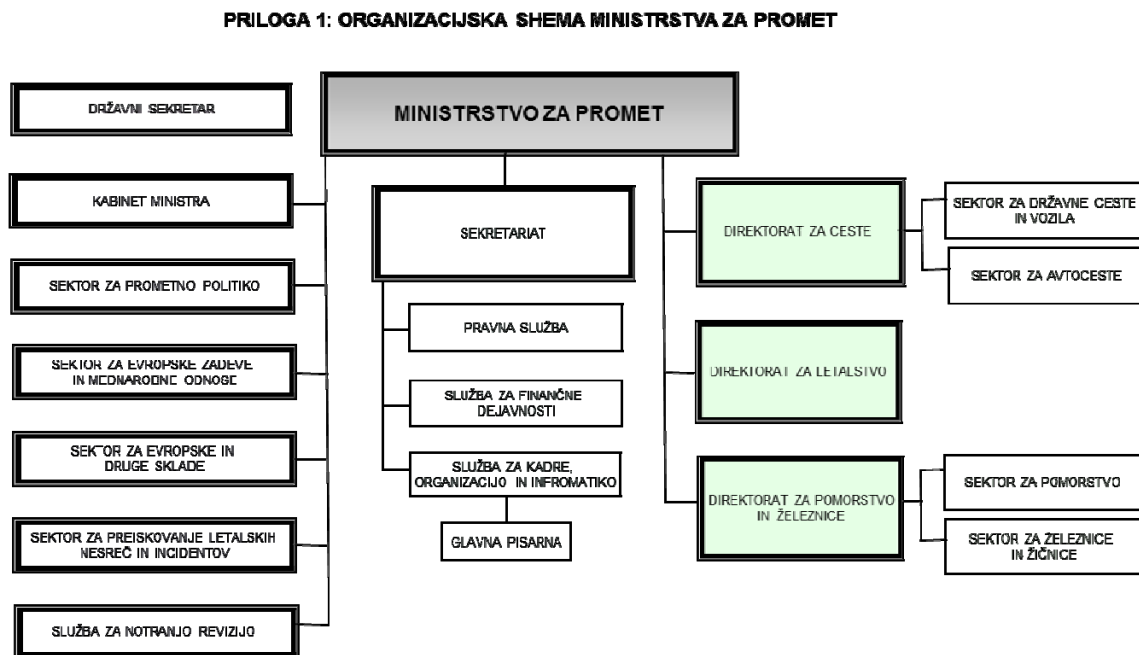 PRILOGA 1: ORGANIZACIJSKA SHEMA MINISTRSTVA ZA PROMET
MINISTRSTVO ZA PROMET
DRŽAVNI SEKRETAR
KABINET MINISTRA
SEKTOR ZA PROMETNO POLITIKO
SEKTOR ZA EVROPSKE ZADEVE
IN MEDNARODNE ODNOSE
SEKTOR ZA EVROPSKE IN
DRUGE SKLADE
SEKTOR ZA PREISKOVANJE LETALSKIH
NESREČ IN INCIDENTOV
SLUŽBA ZA NOTRANJO REVIZIJO
SEKRETARIAT
PRAVNA SLUŽBA
SLUŽBA ZA FINANČNE
DEJAVNOSTI
SLUŽBA ZA KADRE,
ORGANIZACIJO IN INFROMATIKO
GLAVNA PISARNA
DIREKTORAT ZA CESTE
SEKTOR ZA DRŽAVNE CESTE
IN VOZILA
SEKTOR ZA AVTOCESTE
DIREKTORAT ZA LETALSTVO
DIREKTORAT ZA POMORSTVO
IN ŽELEZNICE
SEKTOR ZA POMORSTVO
SEKTOR ZA ŽELEZNICE
IN ŽIČNICE